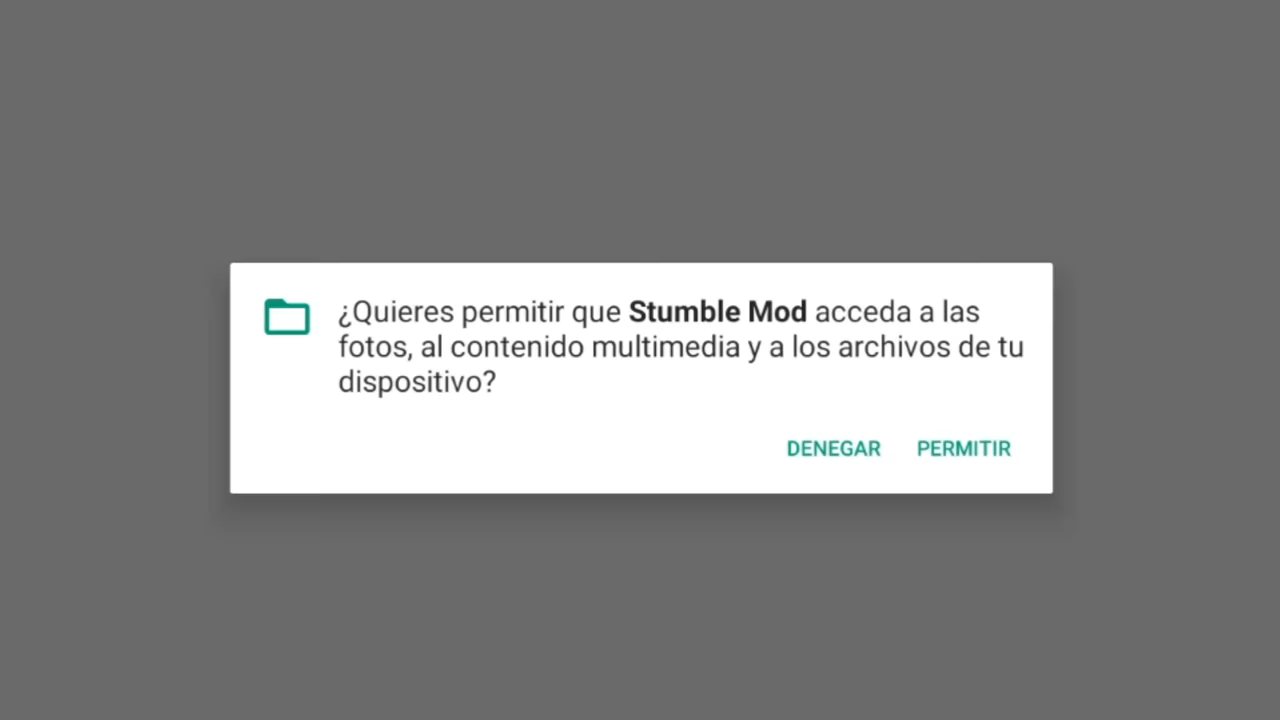 ¿Quieres permitir que Stumble Mod acceda a las
fotos, al contenido multimedia y a los archivos de tu
dispositivo?
DENEGAR PERMITIR